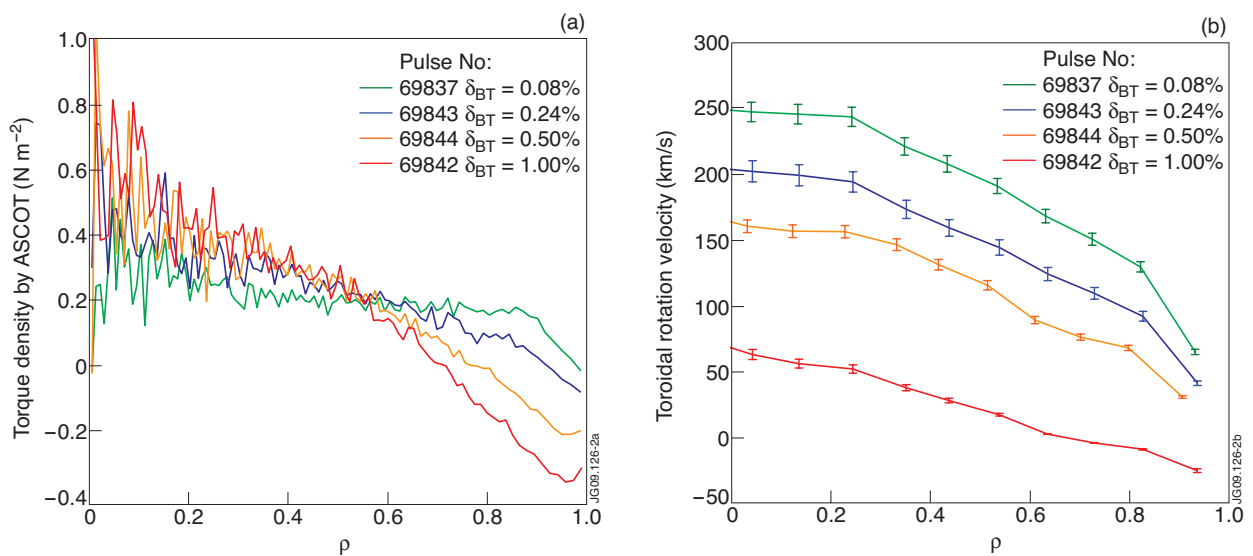 (a)
Torque density by ASCOT (N m⁻²)
1.0
0.8
0.6
0.4
0.2
0
−0.2
−0.4
Pulse No:
69837 δBT = 0.08%
69843 δBT = 0.24%
69844 δBT = 0.50%
69842 δBT = 1.00%
0 0.2 0.4 0.6 0.8 1.0
ρ
JG09.126-2a
(b)
Toroidal rotation velocity (km/s)
300
250
200
150
100
50
0
−50
Pulse No:
69837 δBT = 0.08%
69843 δBT = 0.24%
69844 δBT = 0.50%
69842 δBT = 1.00%
0 0.2 0.4 0.6 0.8 1.0
ρ
JG09.126-2b